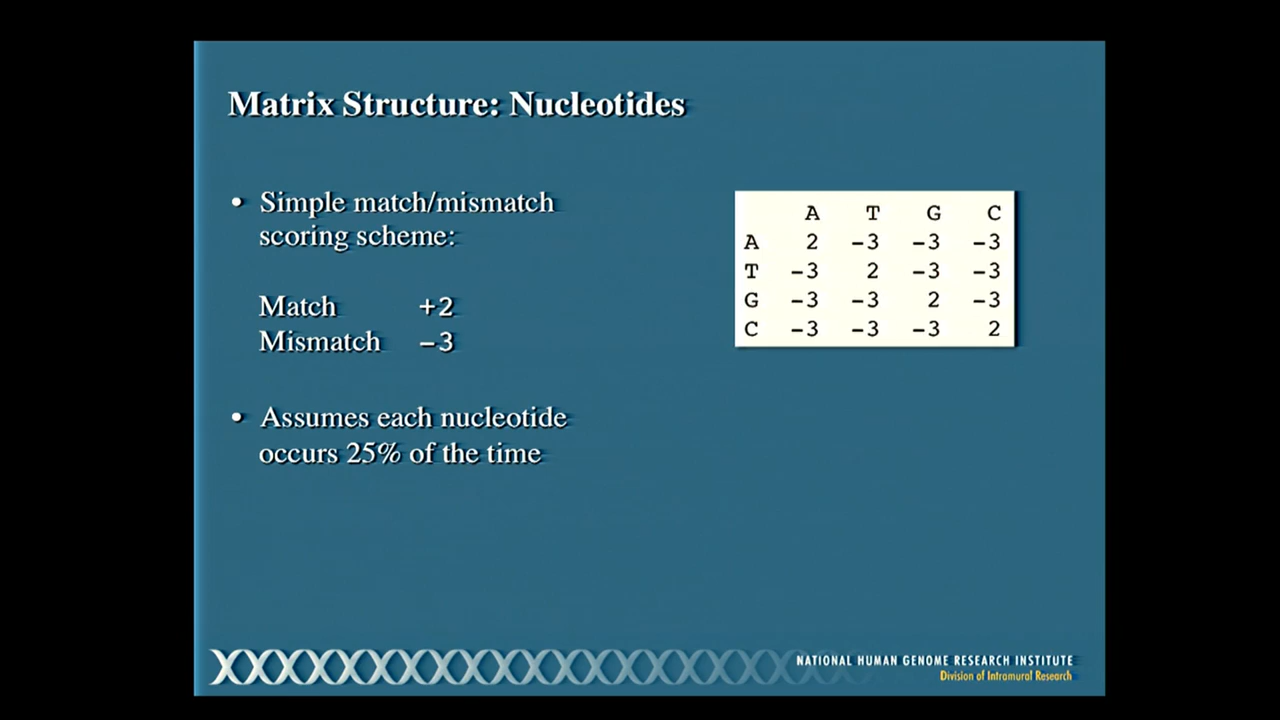 Matrix Structure: Nucleotides
• Simple match/mismatch
scoring scheme:
Match +2
Mismatch −3
• Assumes each nucleotide
occurs 25% of the time
A T G C
A 2 −3 −3 −3
T −3 2 −3 −3
G −3 −3 2 −3
C −3 −3 −3 2
NATIONAL HUMAN GENOME RESEARCH INSTITUTE
Division of Intramural Research